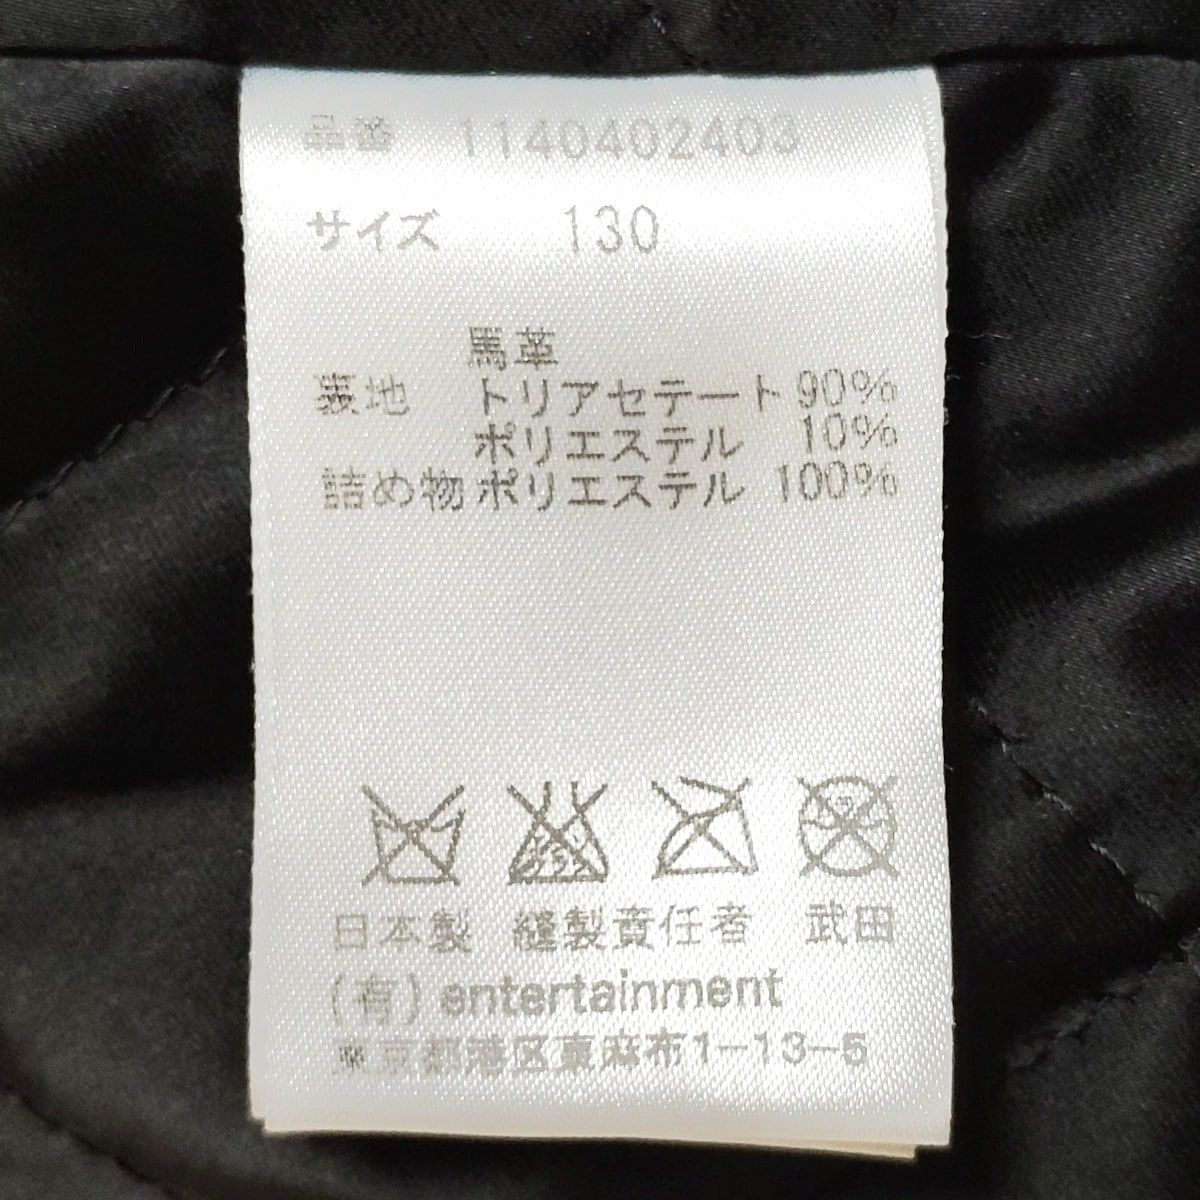 品番 1140402403
サイズ 130
馬革
裏地 トリアセテート 90%
ポリエステル 10%
詰め物 ポリエステル 100%
日本製 縫製責任者 武田
(有) entertainment
東京都港区東麻布1-13-5